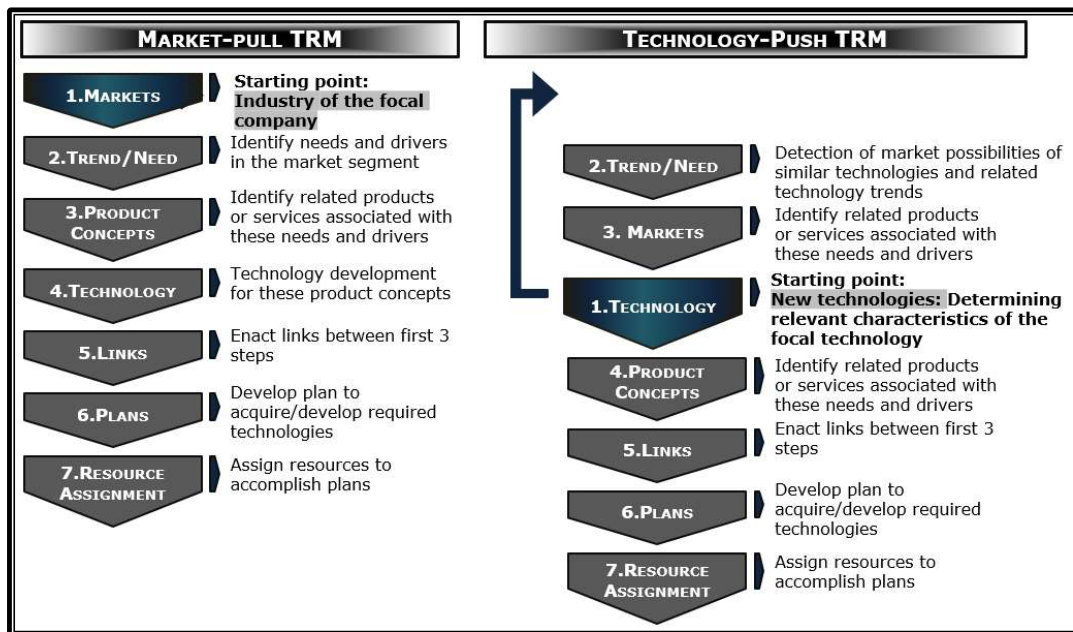 MARKET-PULL TRM
1.MARKETS
Starting point:
Industry of the focal
company
2.TREND/NEED
Identify needs and drivers
in the market segment
3.PRODUCT
CONCEPTS
Identify related products
or services associated with
these needs and drivers
4.TECHNOLOGY
Technology development
for these product concepts
5.LINKS
Enact links between first 3
steps
6.PLANS
Develop plan to
acquire/develop required
technologies
7.RESOURCE
ASSIGNMENT
Assign resources to
accomplish plans
TECHNOLOGY-PUSH TRM
2.TREND/NEED
Detection of market possibilities of
similar technologies and related
technology trends
3. MARKETS
Identify related products
or services associated with
these needs and drivers
1.TECHNOLOGY
Starting point:
New technologies: Determining
relevant characteristics of the
focal technology
4.PRODUCT
CONCEPTS
Identify related products
or services associated with
these needs and drivers
5.LINKS
Enact links between first 3
steps
6.PLANS
Develop plan to
acquire/develop required
technologies
7.RESOURCE
ASSIGNMENT
Assign resources to
accomplish plans